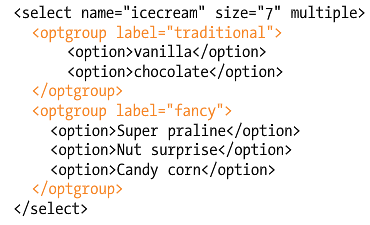 <select name="icecream" size="7" multiple>
<optgroup label="traditional">
<option>vanilla</option>
<option>chocolate</option>
</optgroup>
<optgroup label="fancy">
<option>Super praline</option>
<option>Nut surprise</option>
<option>Candy corn</option>
</optgroup>
</select>